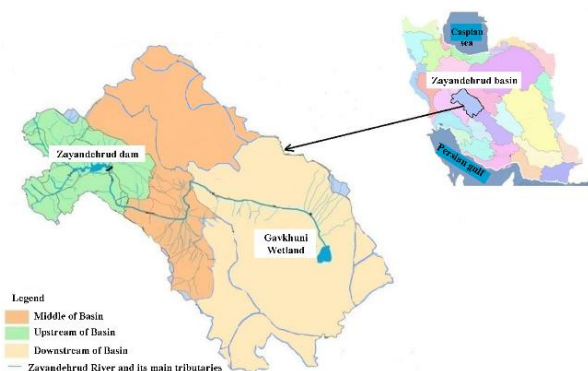 Caspian
sea
Zayandehrud basin
Persian gulf
Zayandehrud dam
Gavkhuni
Wetland
Legend
Middle of Basin
Upstream of Basin
Downstream of Basin
Zayandehrud River and its main tributaries